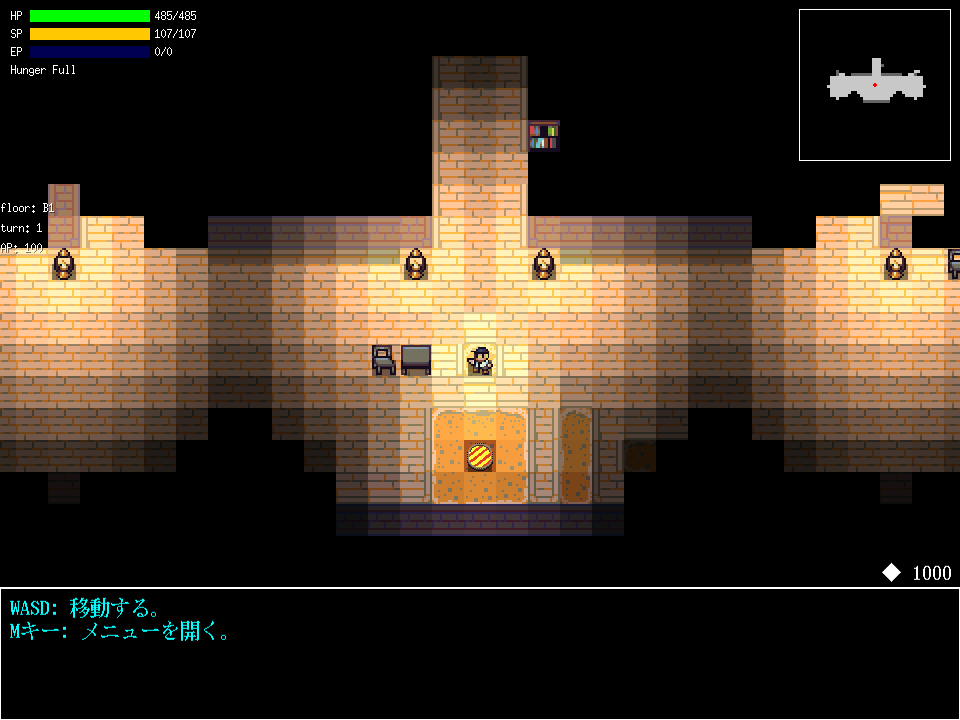 HP 485/485
SP 107/107
EP 0/0
Hunger Full
floor: B1
turn: 1
AP: 100
1000
WASD: 移動する。
Mキー: メニューを開く。